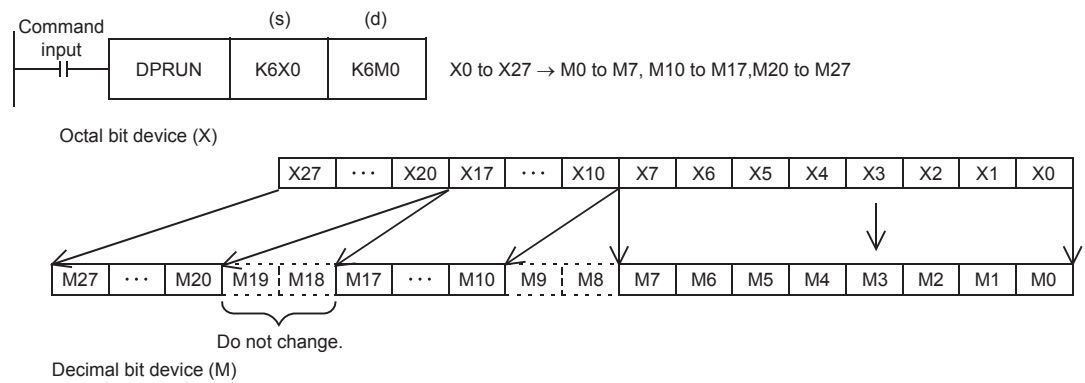 (s) (d)
Command
input
DPRUN K6X0 K6M0 X0 to X27 → M0 to M7, M10 to M17,M20 to M27
Octal bit device (X)
X27 ··· X20 X17 ··· X10 X7 X6 X5 X4 X3 X2 X1 X0
M27 ··· M20 M19 M18 M17 ··· M10 M9 M8 M7 M6 M5 M4 M3 M2 M1 M0
Do not change.
Decimal bit device (M)